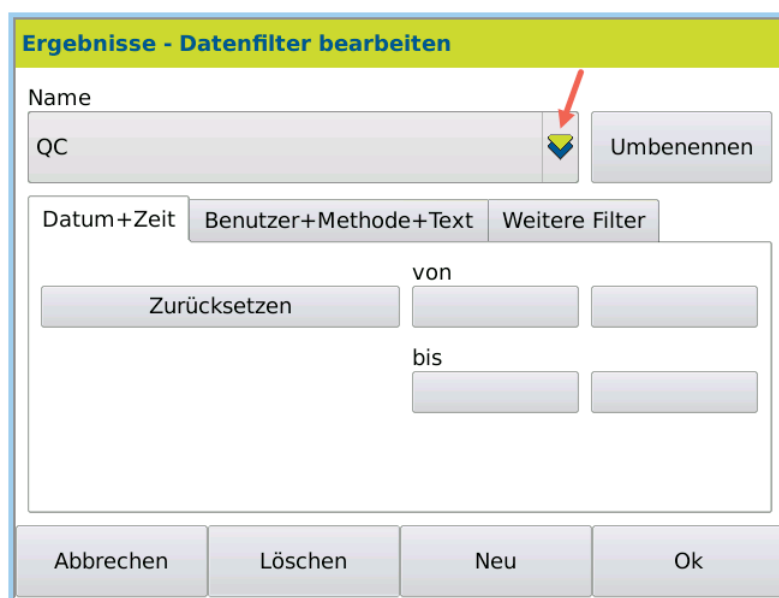 Ergebnisse - Datenfilter bearbeiten
Name
QC
Umbenennen
Datum+Zeit
Benutzer+Methode+Text
Weitere Filter
von
Zurücksetzen
bis
Abbrechen
Löschen
Neu
Ok